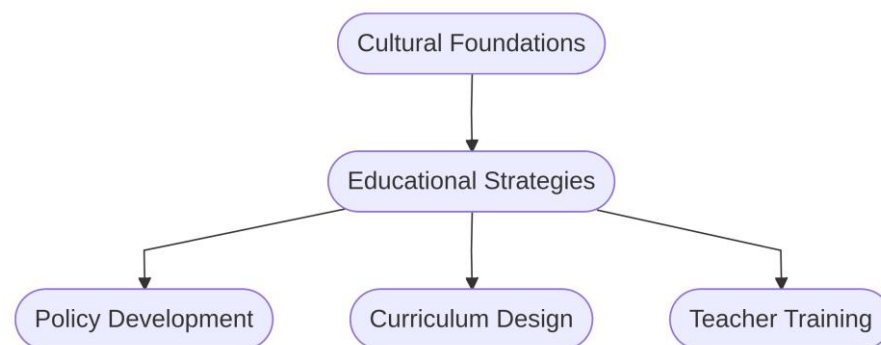 Cultural Foundations
Educational Strategies
Policy Development
Curriculum Design
Teacher Training